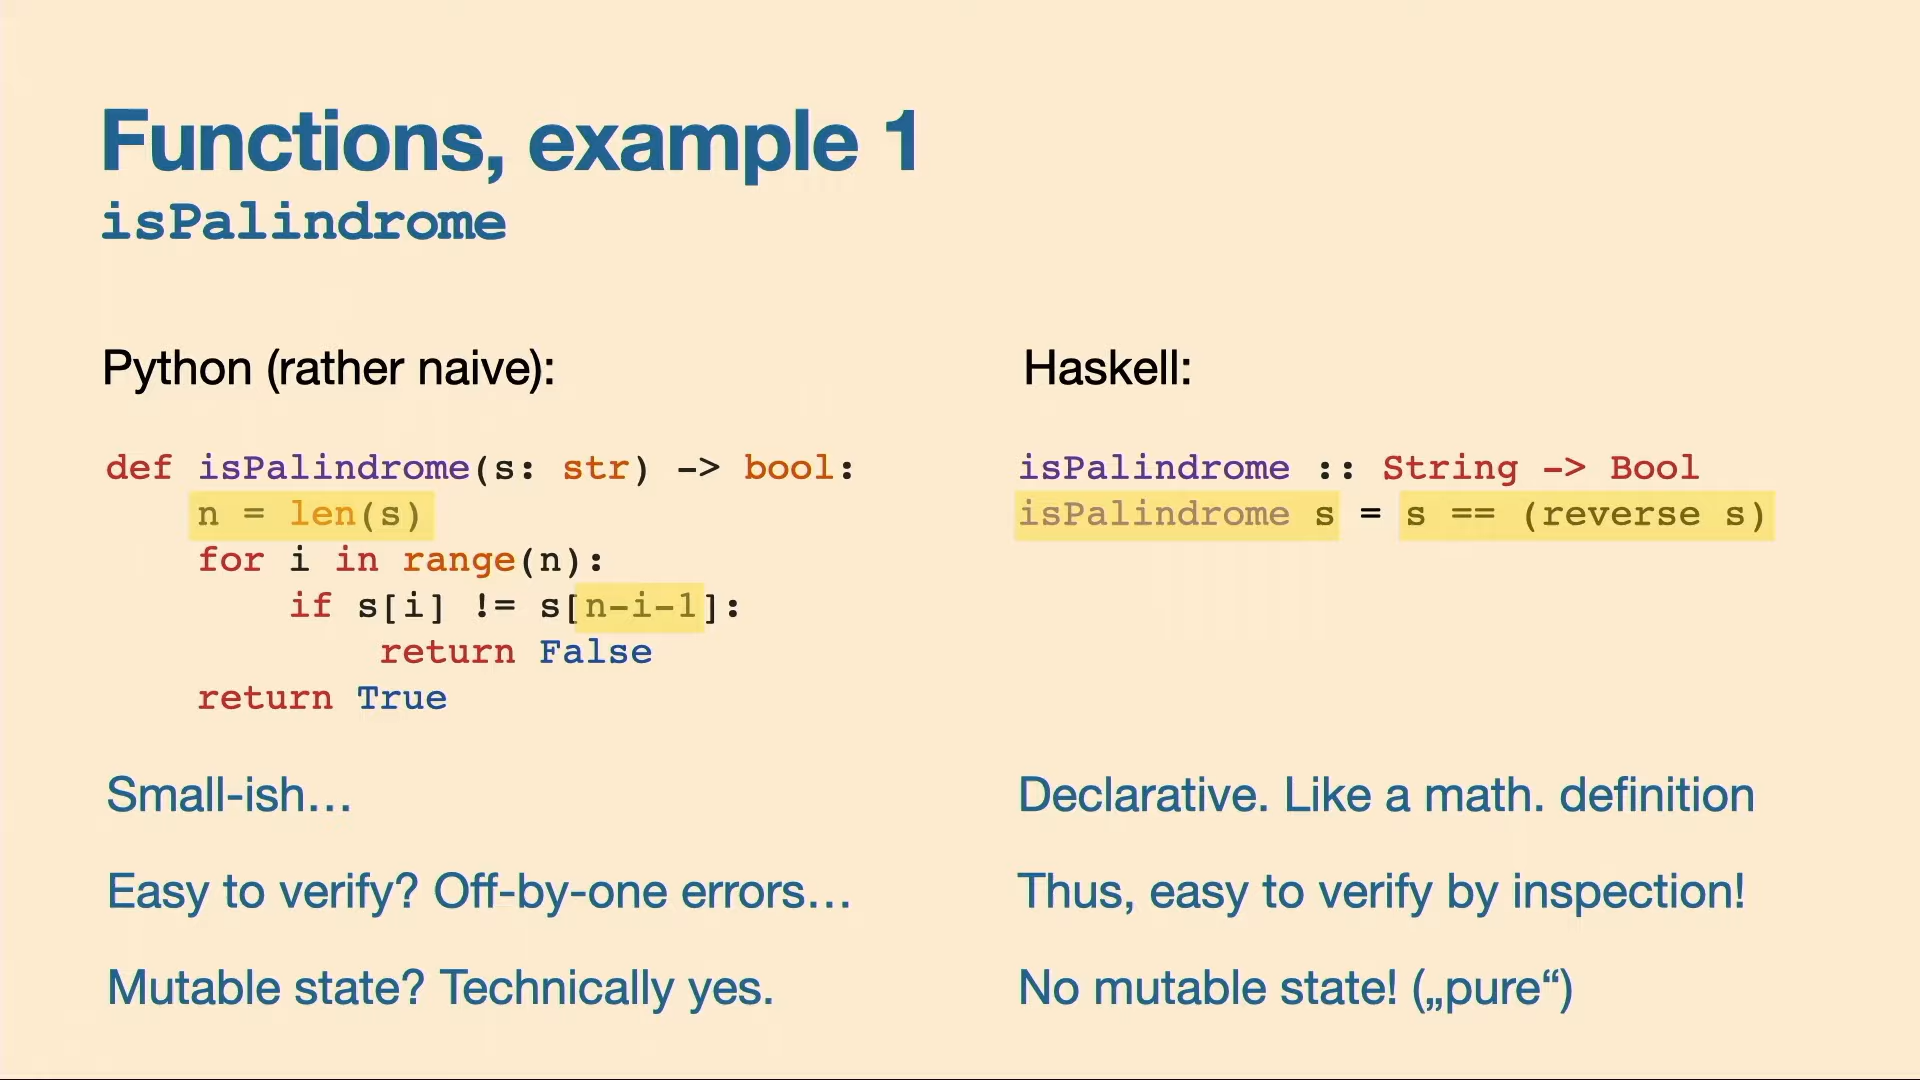 Functions, example 1
isPalindrome
Python (rather naive):
def isPalindrome(s: str) -> bool:
    n = len(s)
    for i in range(n):
        if s[i] != s[n-i-1]:
            return False
    return True
Small-ish…
Easy to verify? Off-by-one errors…
Mutable state? Technically yes.
Haskell:
isPalindrome :: String -> Bool
isPalindrome s = s == (reverse s)
Declarative. Like a math. definition
Thus, easy to verify by inspection!
No mutable state! („pure“)